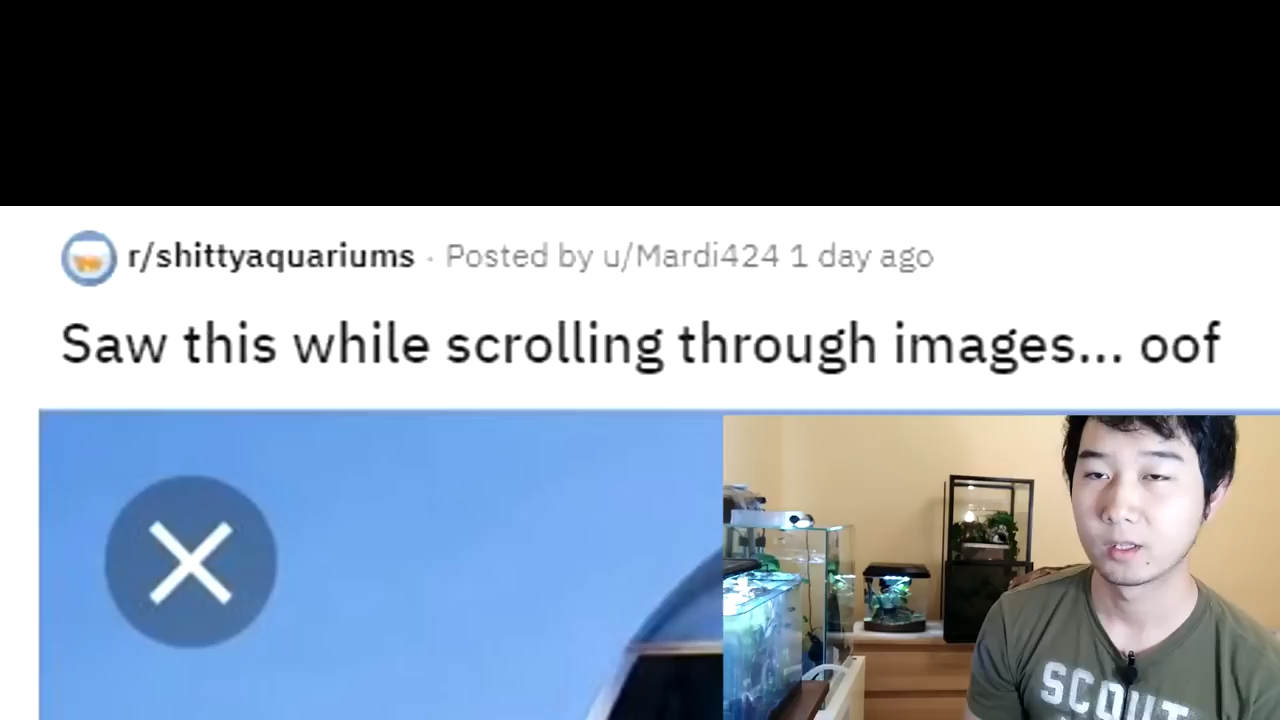 r/shittyaquariums · Posted by u/Mardi424 1 day ago
Saw this while scrolling through images... oof
SCOUT